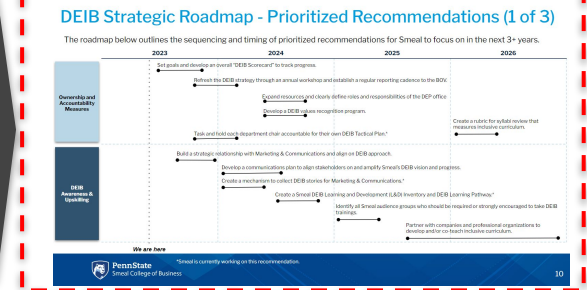 DEIB Strategic Roadmap - Prioritized Recommendations (1 of 3)
The roadmap below outlines the sequencing and timing of prioritized recommendations for Smeal to focus on in the next 3+ years.
2023 2024 2025 2026
Ownership and
Accountability
Measures
Set goals and develop an overall "DEIB Scorecard" to track progress.
Refresh the DEIB strategy through an annual workshop and establish a regular reporting cadence to the BOV.
Expand resources and clearly define roles and responsibilities of the DEP office
Develop a DEIB values recognition program.
Create a rubric for syllabi review that
measures inclusive curriculum.
Task and hold each department chair accountable for their own DEIB Tactical Plan.*
DEIB
Awareness &
Upskilling
Build a strategic relationship with Marketing & Communications and align on DEIB approach.
Develop a communications plan to align stakeholders on and amplify Smeal's DEIB vision and progress.
Create a mechanism to collect DEIB stories for Marketing & Communications.*
Create a Smeal DEIB Learning and Development (L&D) Inventory and DEIB Learning Pathway.*
Identify all Smeal audience groups who should be required or strongly encouraged to take DEIB
trainings.
Partner with companies and professional organizations to
develop and/or co-teach inclusive curriculum.
We are here
PennState
Smeal College of Business
*Smeal is currently working on this recommendation.
10